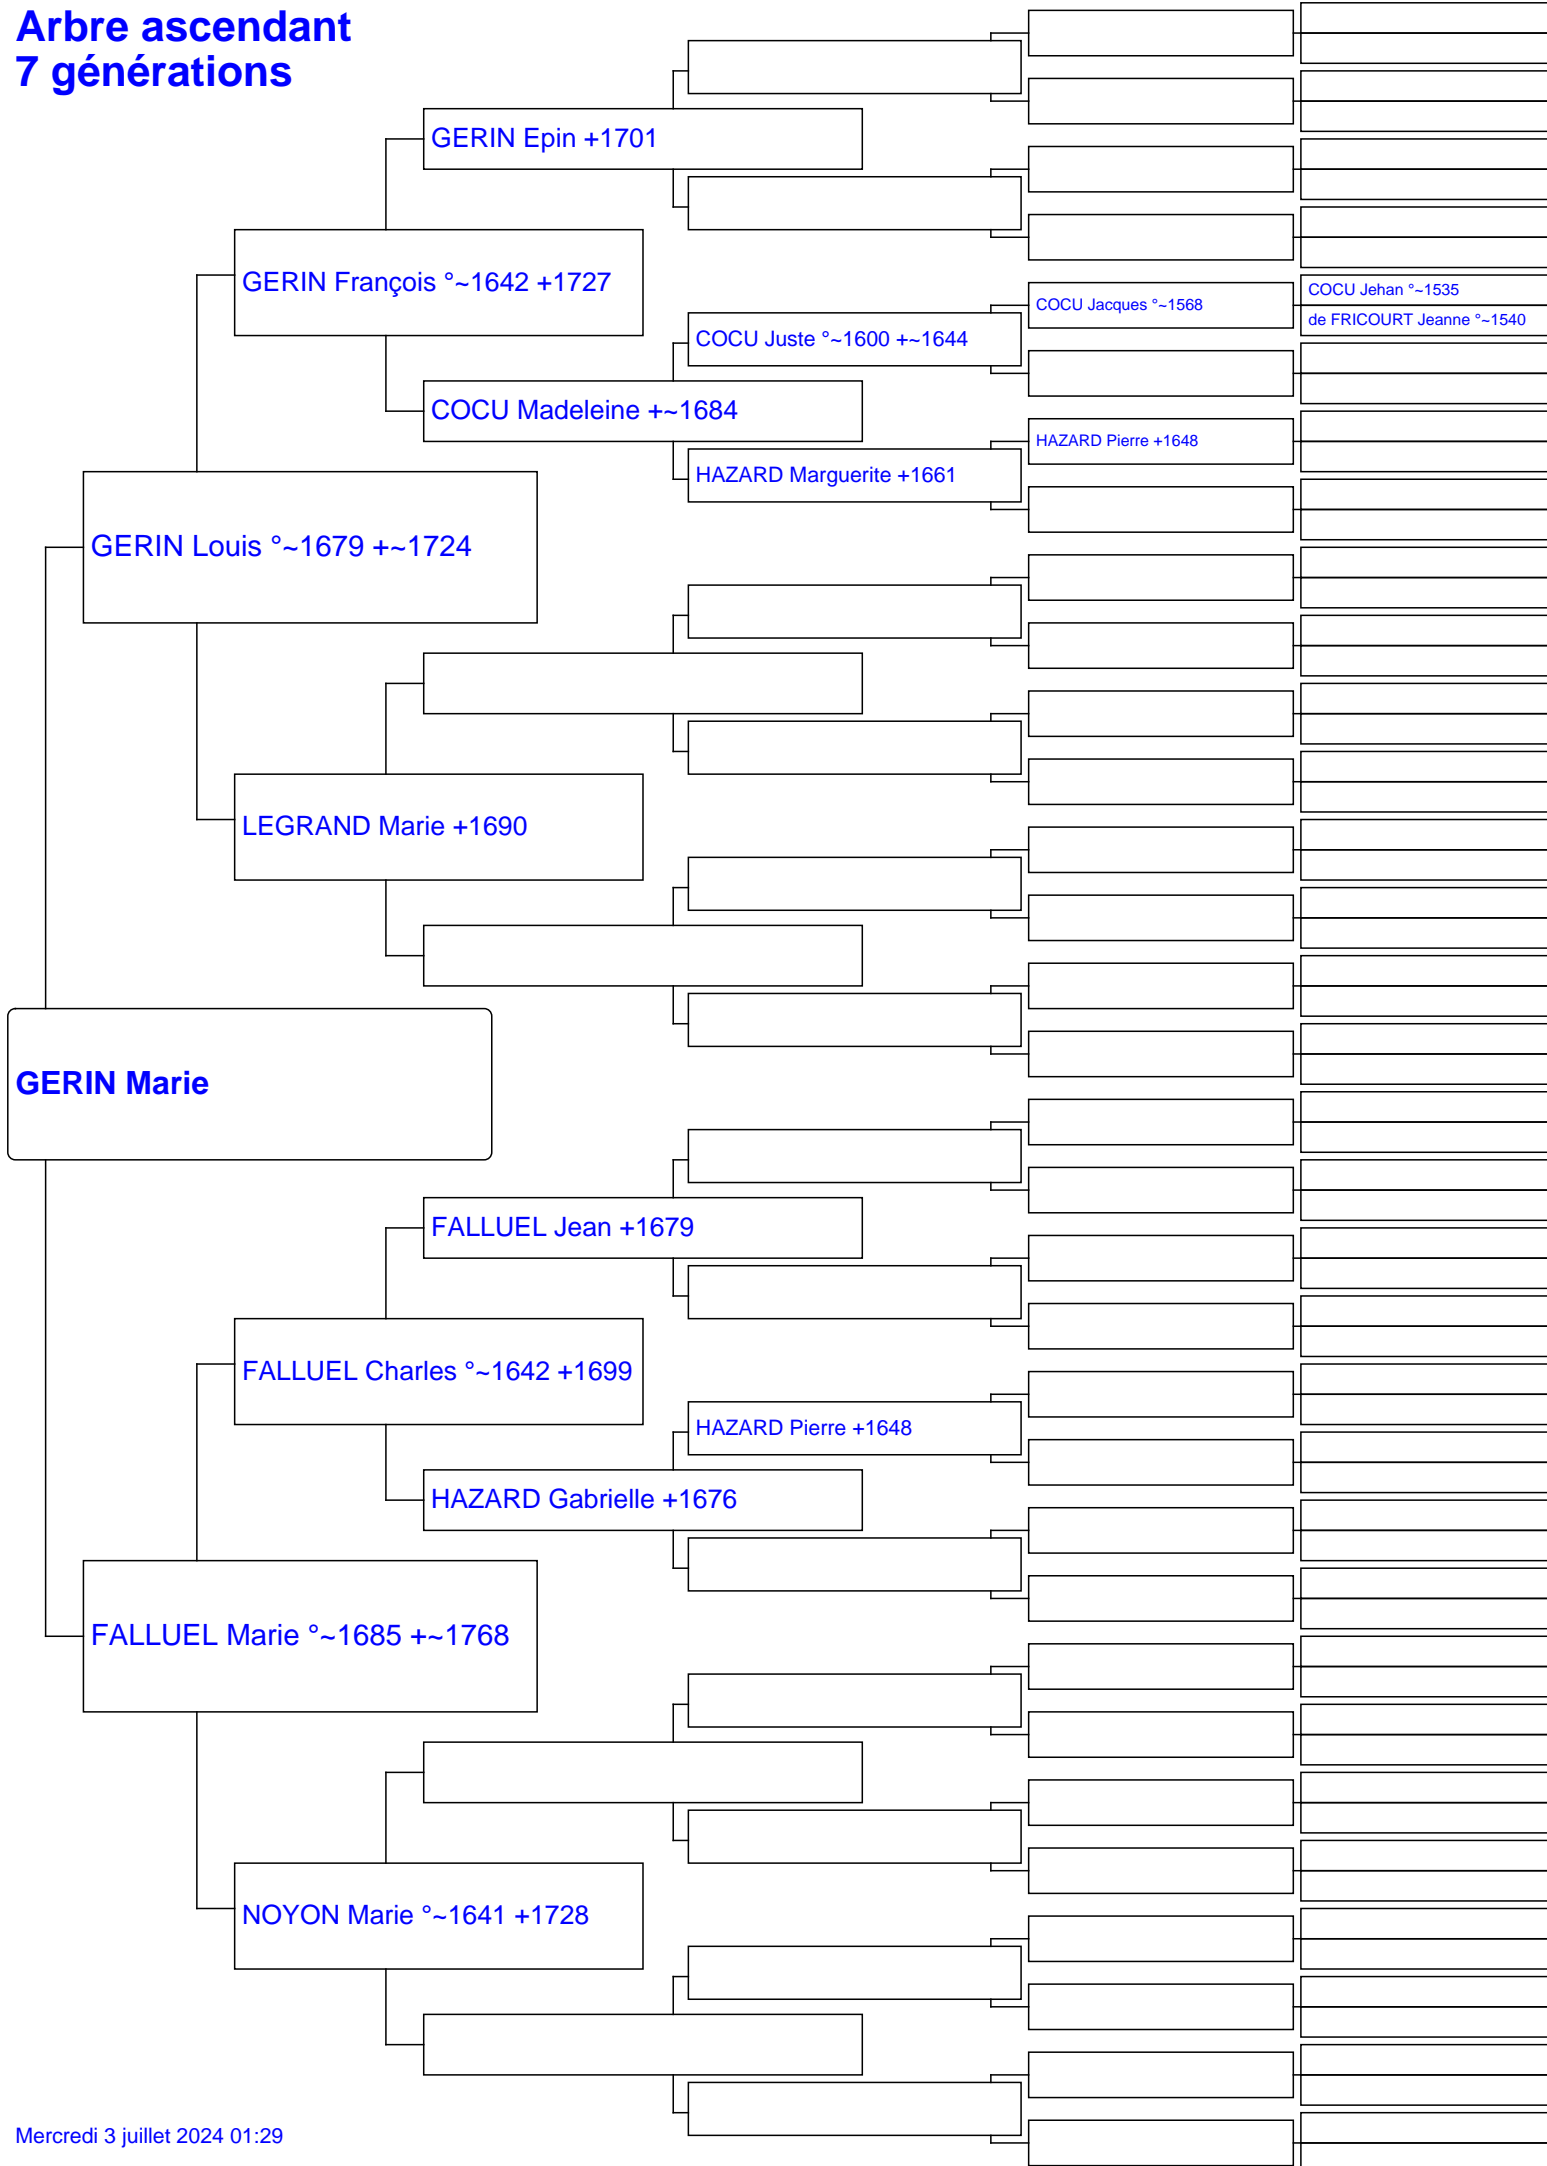 Arbre ascendant
7 générations
GERIN Epin +1701
GERIN François °~1642 +1727
COCU Jehan °~1535
COCU Jacques °~1568
de FRICOURT Jeanne °~1540
COCU Juste °~1600 +~1644
COCU Madeleine +~1684
HAZARD Pierre +1648
HAZARD Marguerite +1661
GERIN Louis °~1679 +~1724
LEGRAND Marie +1690
GERIN Marie
FALLUEL Jean +1679
FALLUEL Charles °~1642 +1699
HAZARD Pierre +1648
HAZARD Gabrielle +1676
FALLUEL Marie °~1685 +~1768
NOYON Marie °~1641 +1728
Mercredi 3 juillet 2024 01:29